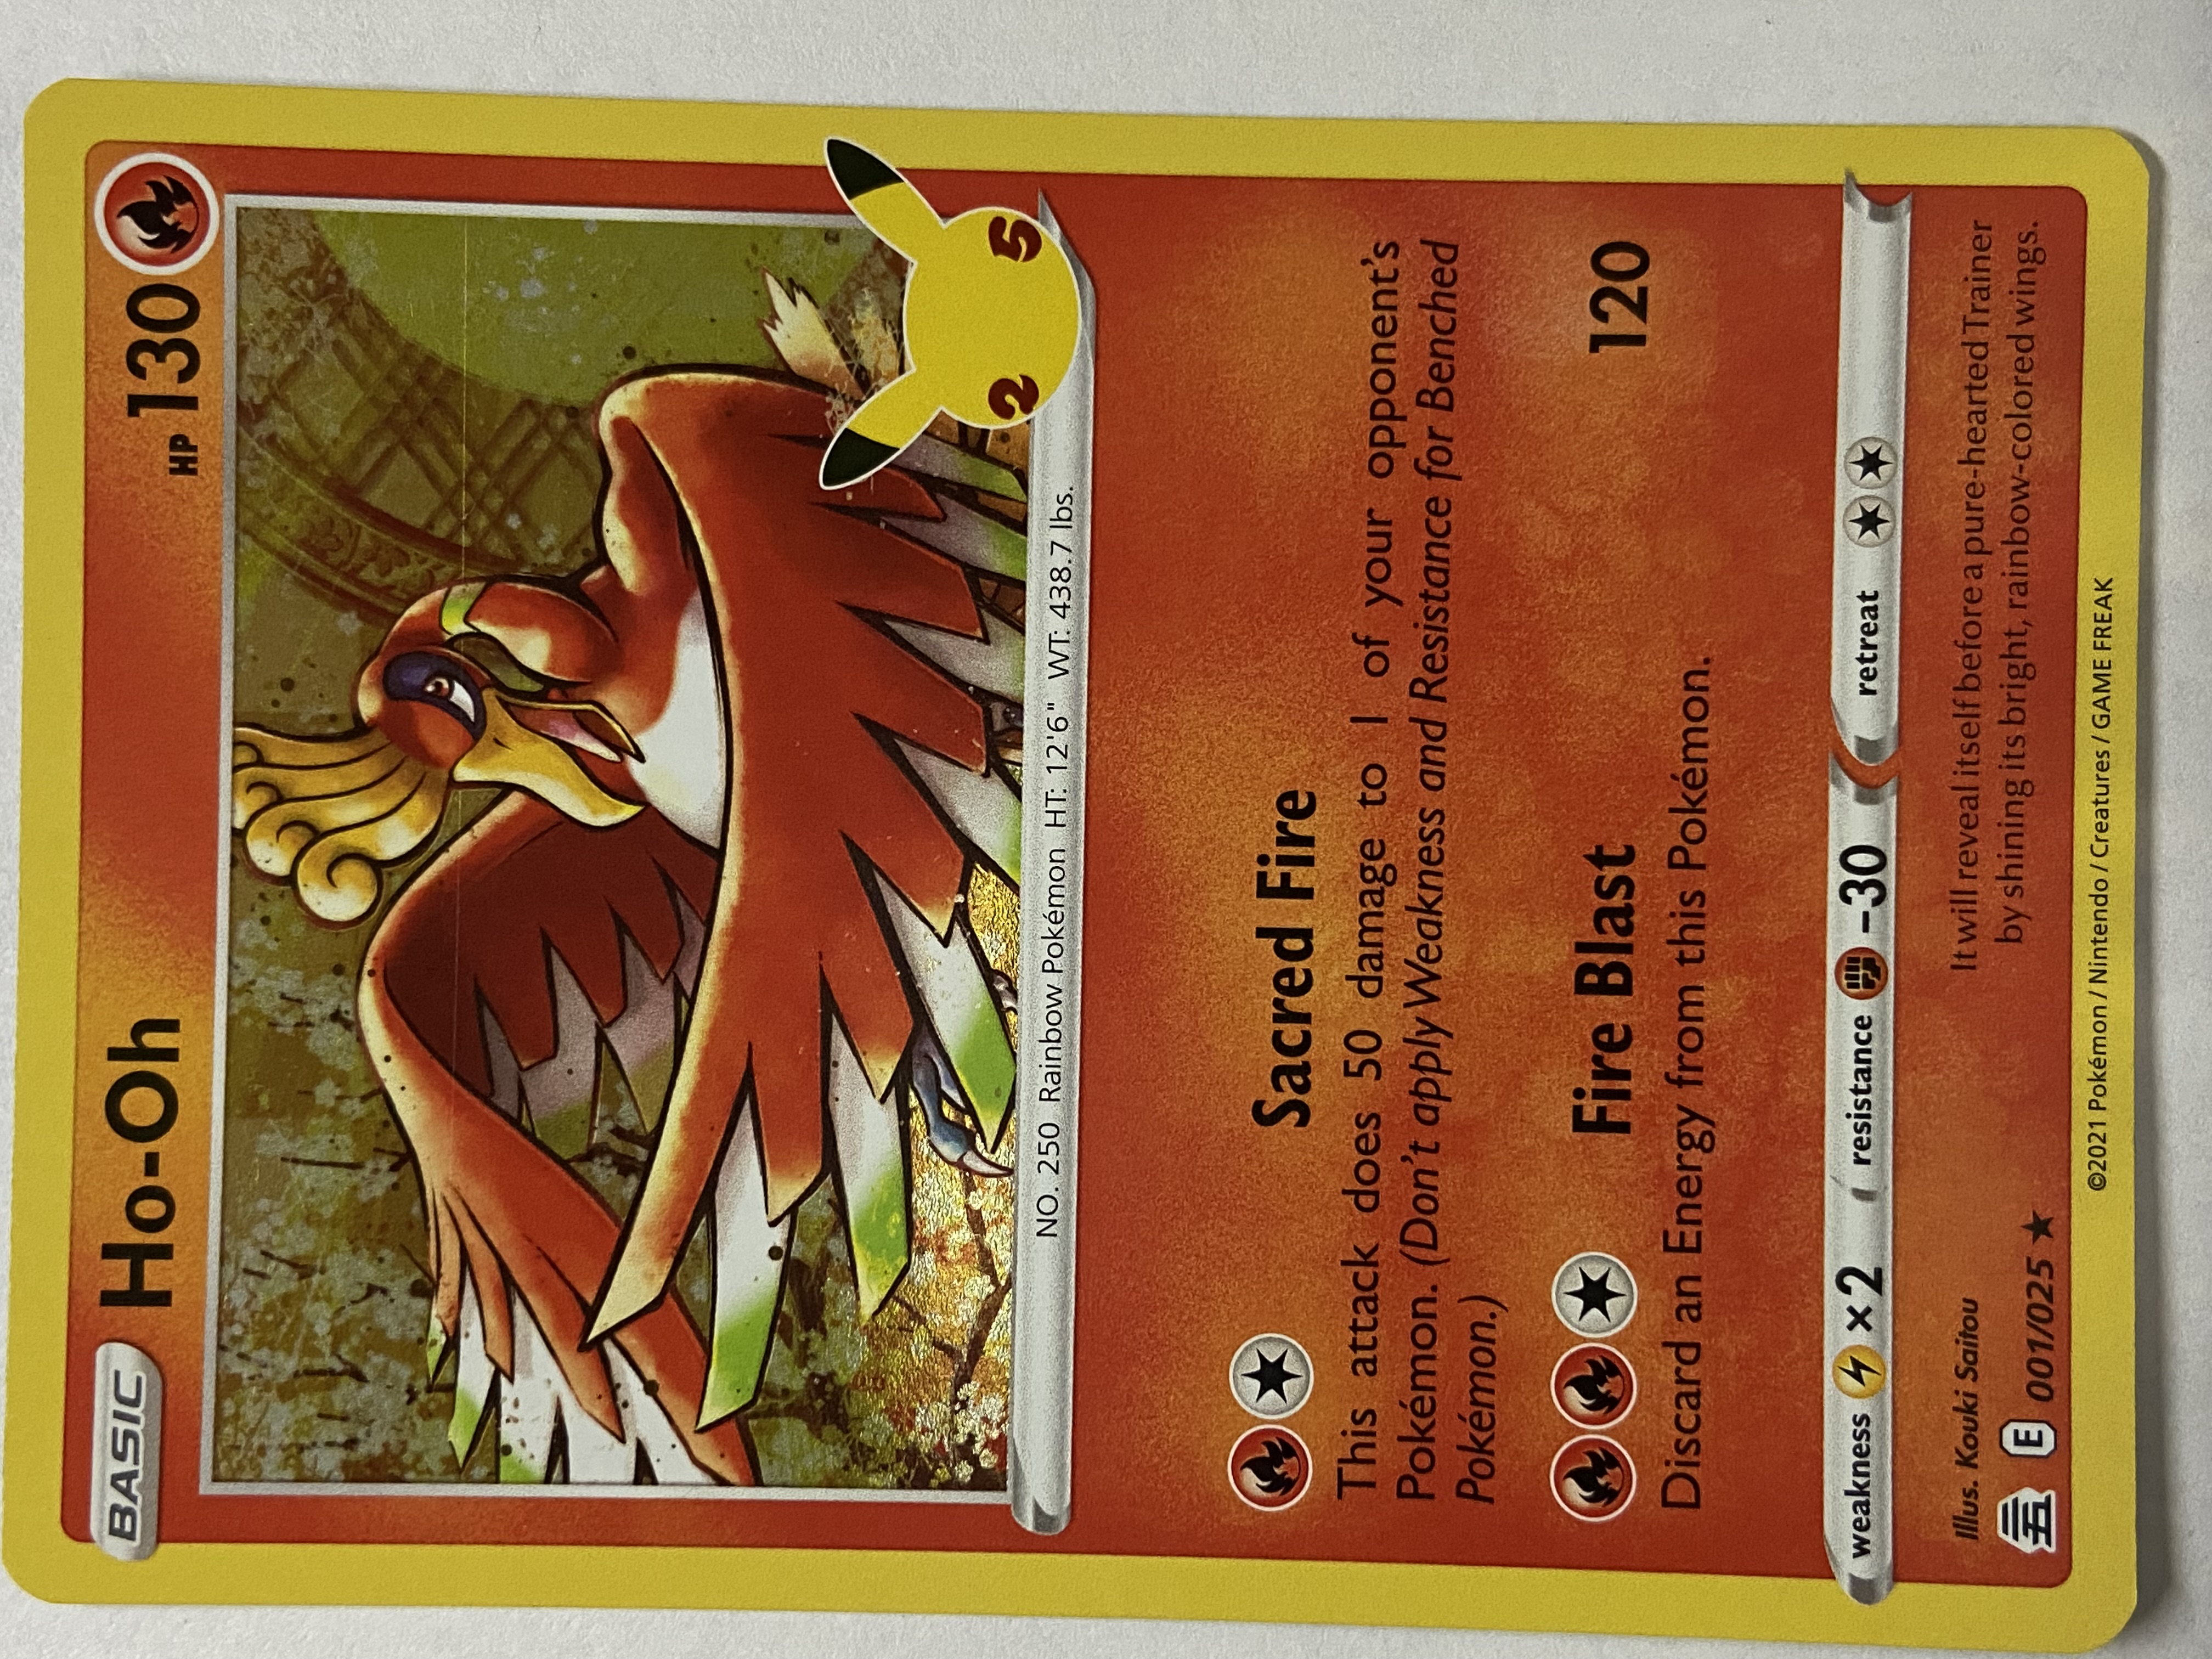 BASIC Ho-Oh HP 130
25
NO. 250 Rainbow Pokémon HT: 12'6" WT: 438.7 lbs.
Sacred Fire
This attack does 50 damage to 1 of your opponent's
Pokémon. (Don't apply Weakness and Resistance for Benched
Pokémon.)
Fire Blast 120
Discard an Energy from this Pokémon.
weakness ×2 resistance -30 retreat
Illus. Kouki Saitou
E 001/025 ★
It will reveal itself before a pure-hearted Trainer
by shining its bright, rainbow-colored wings.
©2021 Pokémon / Nintendo / Creatures / GAME FREAK